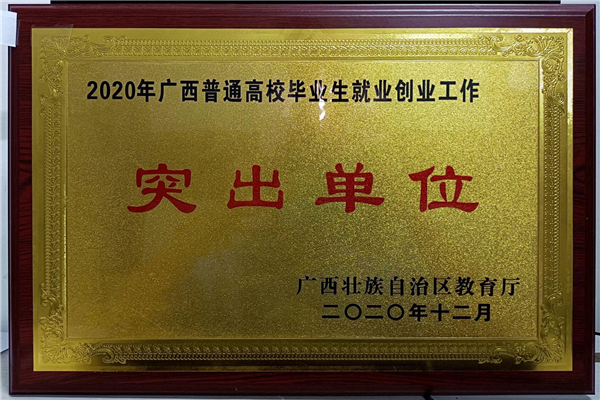 2020年广西普通高校毕业生就业创业工作
突出单位
广西壮族自治区教育厅
二〇二〇年十二月